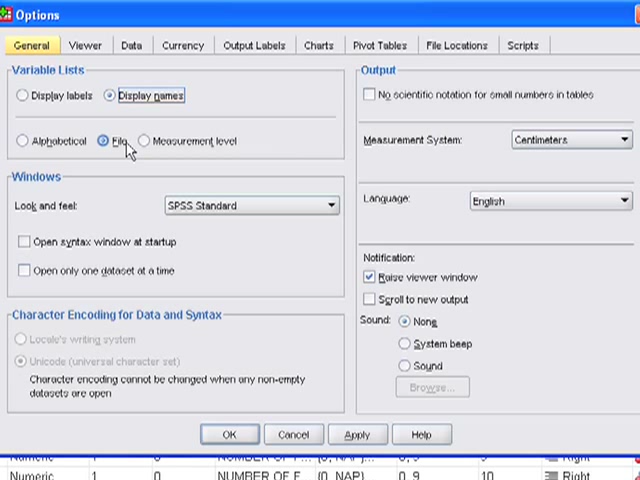 Options
General Viewer Data Currency Output Labels Charts Pivot Tables File Locations Scripts
Variable Lists
Display labels Display names
Alphabetical File Measurement level
Windows
Look and feel: SPSS Standard
Open syntax window at startup
Open only one dataset at a time
Character Encoding for Data and Syntax
Locale's writing system
Unicode (universal character set)
Character encoding cannot be changed when any non-empty
datasets are open
Output
No scientific notation for small numbers in tables
Measurement System: Centimeters
Language: English
Notification:
Raise viewer window
Scroll to new output
Sound: None
System beep
Sound
Browse...
OK Cancel Apply Help
Numeric 1 0 NUMBER OF F... {0, NAP}... 0, 9 10 Right